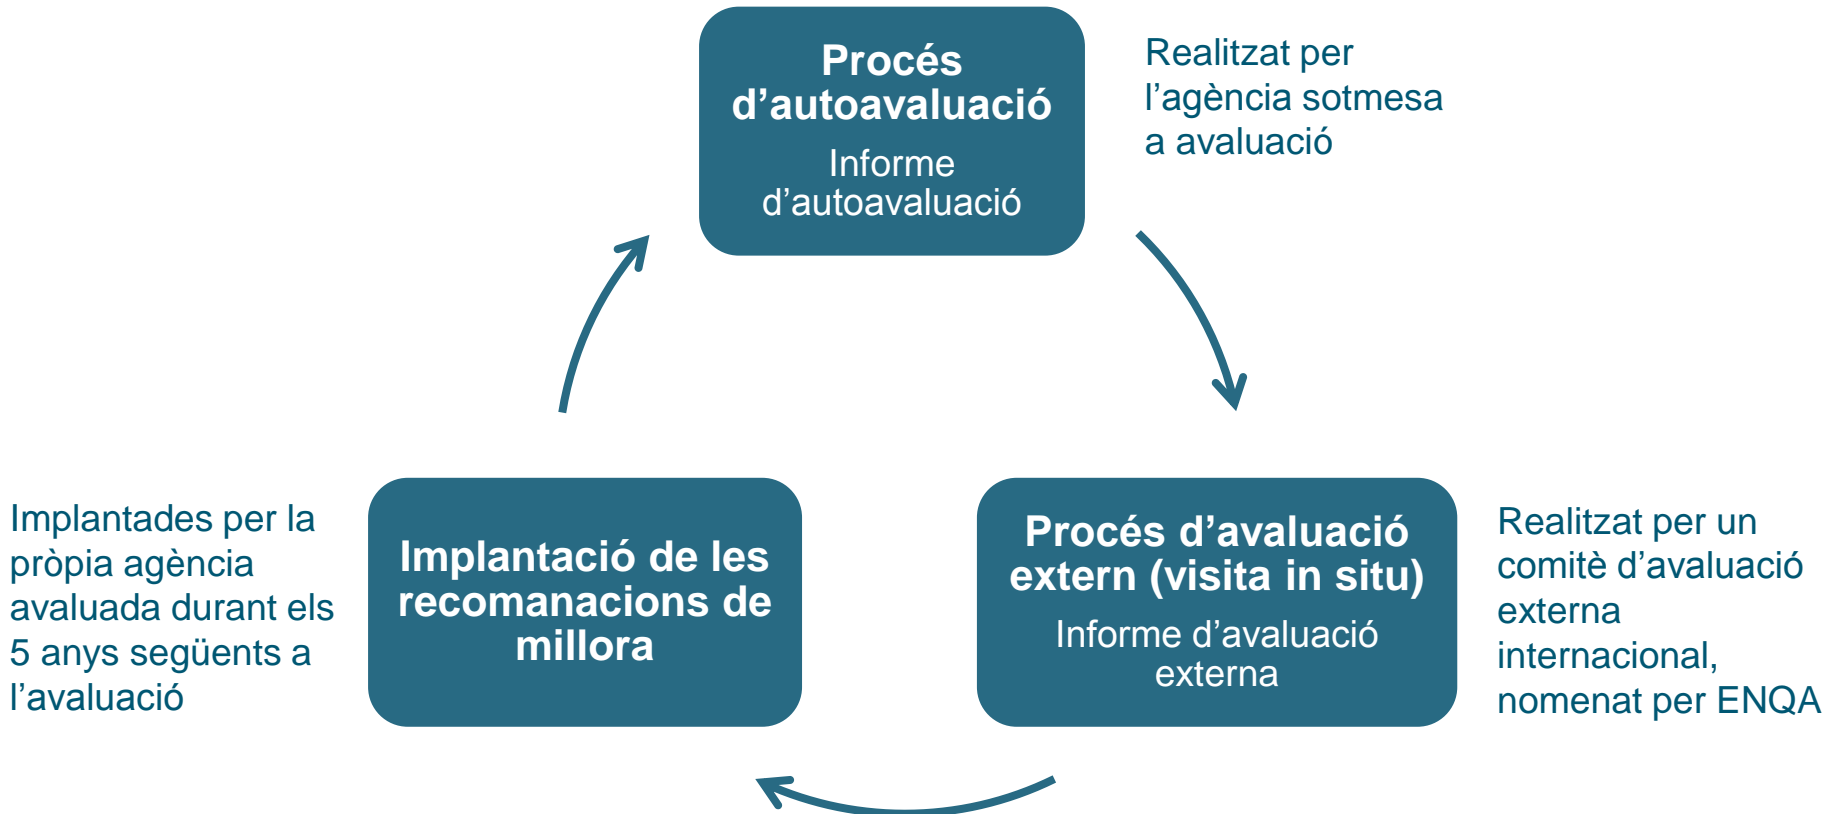 Procés
d’autoavaluació
Informe
d’autoavaluació
Realitzat per
l’agència sotmesa
a avaluació
Procés d’avaluació
extern (visita in situ)
Informe d’avaluació
externa
Realitzat per un
comitè d’avaluació
externa
internacional,
nomenat per ENQA
Implantació de les
recomanacions de
millora
Implantades per la
pròpia agència
avaluada durant els
5 anys següents a
l’avaluació